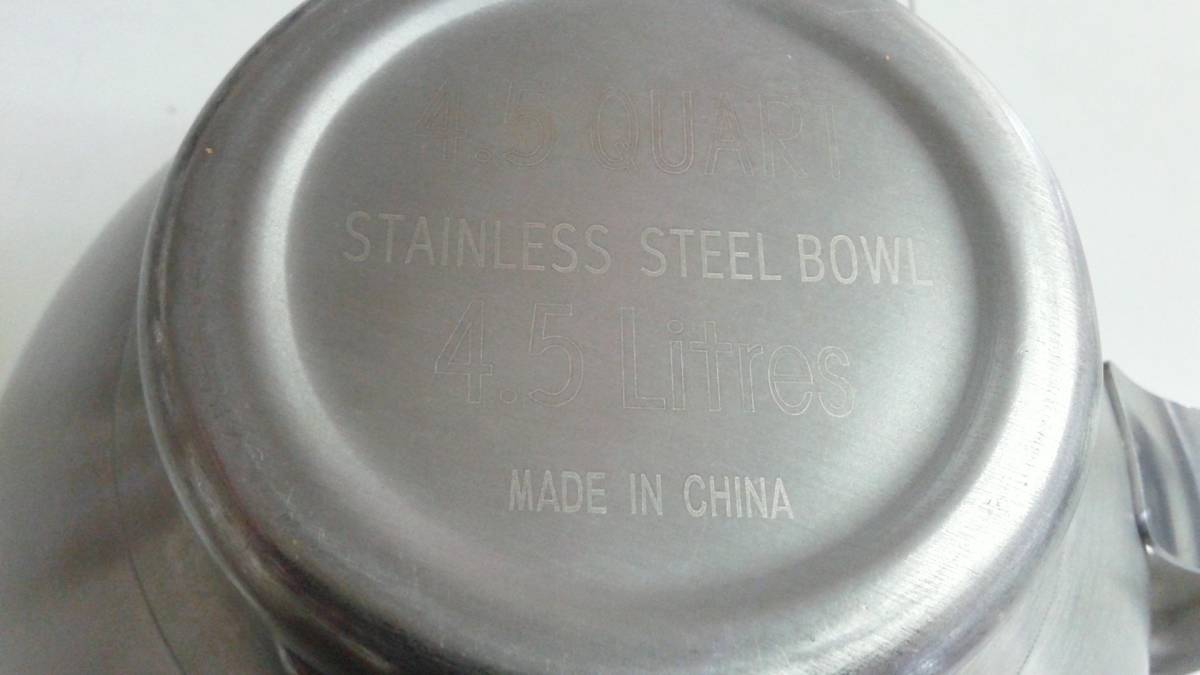 4.5 QUART
STAINLESS STEEL BOWL
4.5 Litres
MADE IN CHINA